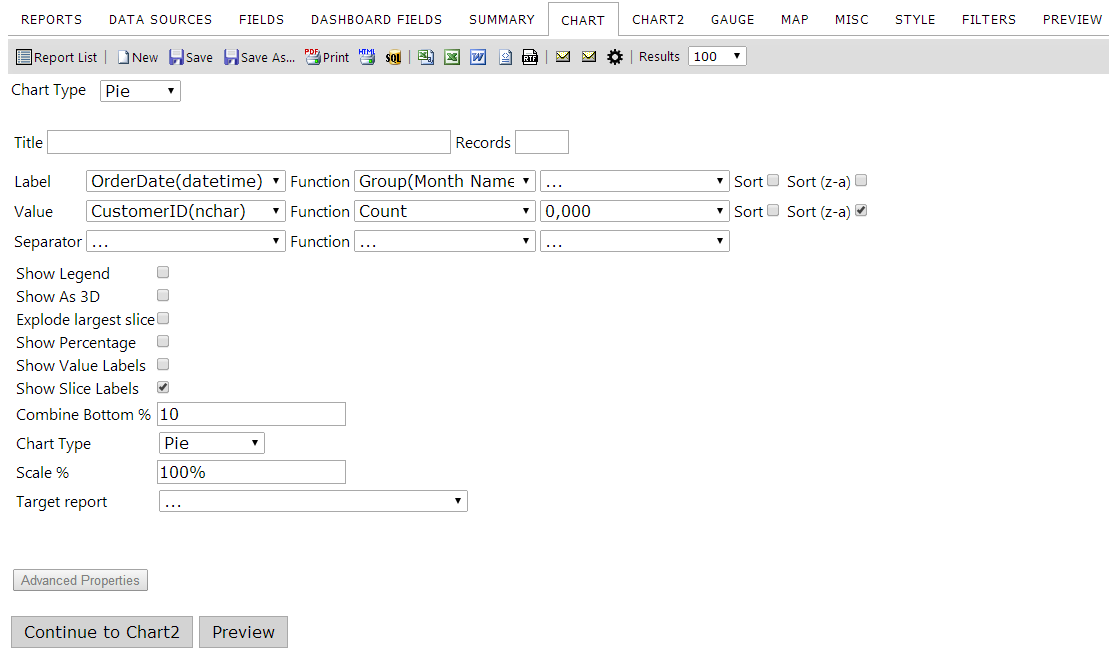 REPORTS DATA SOURCES FIELDS DASHBOARD FIELDS SUMMARY CHART CHART2 GAUGE MAP MISC STYLE FILTERS PREVIEW
Report List | New Save Save As... PDF Print HTML SQL | RTF | Results 100
Chart Type Pie
Title Records
Label OrderDate(datetime) Function Group(Month Name ... Sort Sort (z-a)
Value CustomerID(nchar) Function Count 0,000 Sort Sort (z-a)
Separator ... Function ... ...
Show Legend
Show As 3D
Explode largest slice
Show Percentage
Show Value Labels
Show Slice Labels
Combine Bottom % 10
Chart Type Pie
Scale % 100%
Target report ...
Advanced Properties
Continue to Chart2 Preview